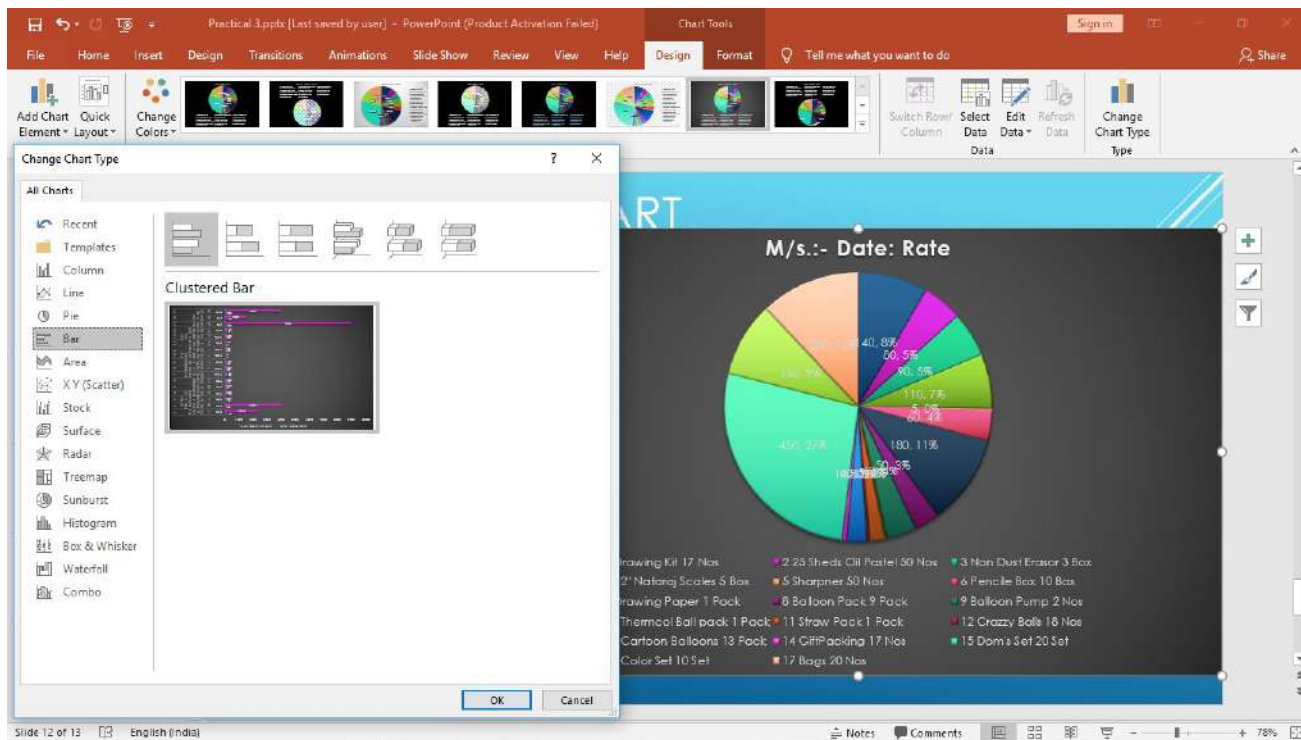 Practical 3.pptx [Last saved by user] - PowerPoint (Product Activation Failed)
Chart Tools
Sign in
File Home Insert Design Transitions Animations Slide Show Review View Help Design Format Tell me what you want to do Share
Add Chart Element Quick Layout Change Colors
Switch Row/ Column Select Data Edit Data Refresh Data Change Chart Type
Data Type
Change Chart Type ? ×
All Charts
Recent
Templates
Column
Line
Pie
Bar
Area
X Y (Scatter)
Stock
Surface
Radar
Treemap
Sunburst
Histogram
Box & Whisker
Waterfall
Combo
Clustered Bar
OK Cancel
RT
M/s.:- Date: Rate
140, 8%
80, 5%
90, 5%
110, 7%
180, 11%
50, 3%
450, 27%
rawing Kit 17 Nos 2 25 Sheds Oil Pastel 50 Nos 3 Non Dust Erasor 3 Box
2" Nataraj Scales 5 Box 5 Sharpner 50 Nos 6 Pencile Box 10 Box
rawing Paper 1 Pack 8 Balloon Pack 9 Pack 9 Balloon Pump 2 Nos
Thermcol Ball pack 1 Pack 11 Straw Pack 1 Pack 12 Crazzy Balls 18 Nos
Cartoon Balloons 13 Pack 14 GiftPacking 17 Nos 15 Dom's Set 20 Set
Color Set 10 Set 17 Bags 20 Nos
Slide 12 of 13 English (India) Notes Comments 78%